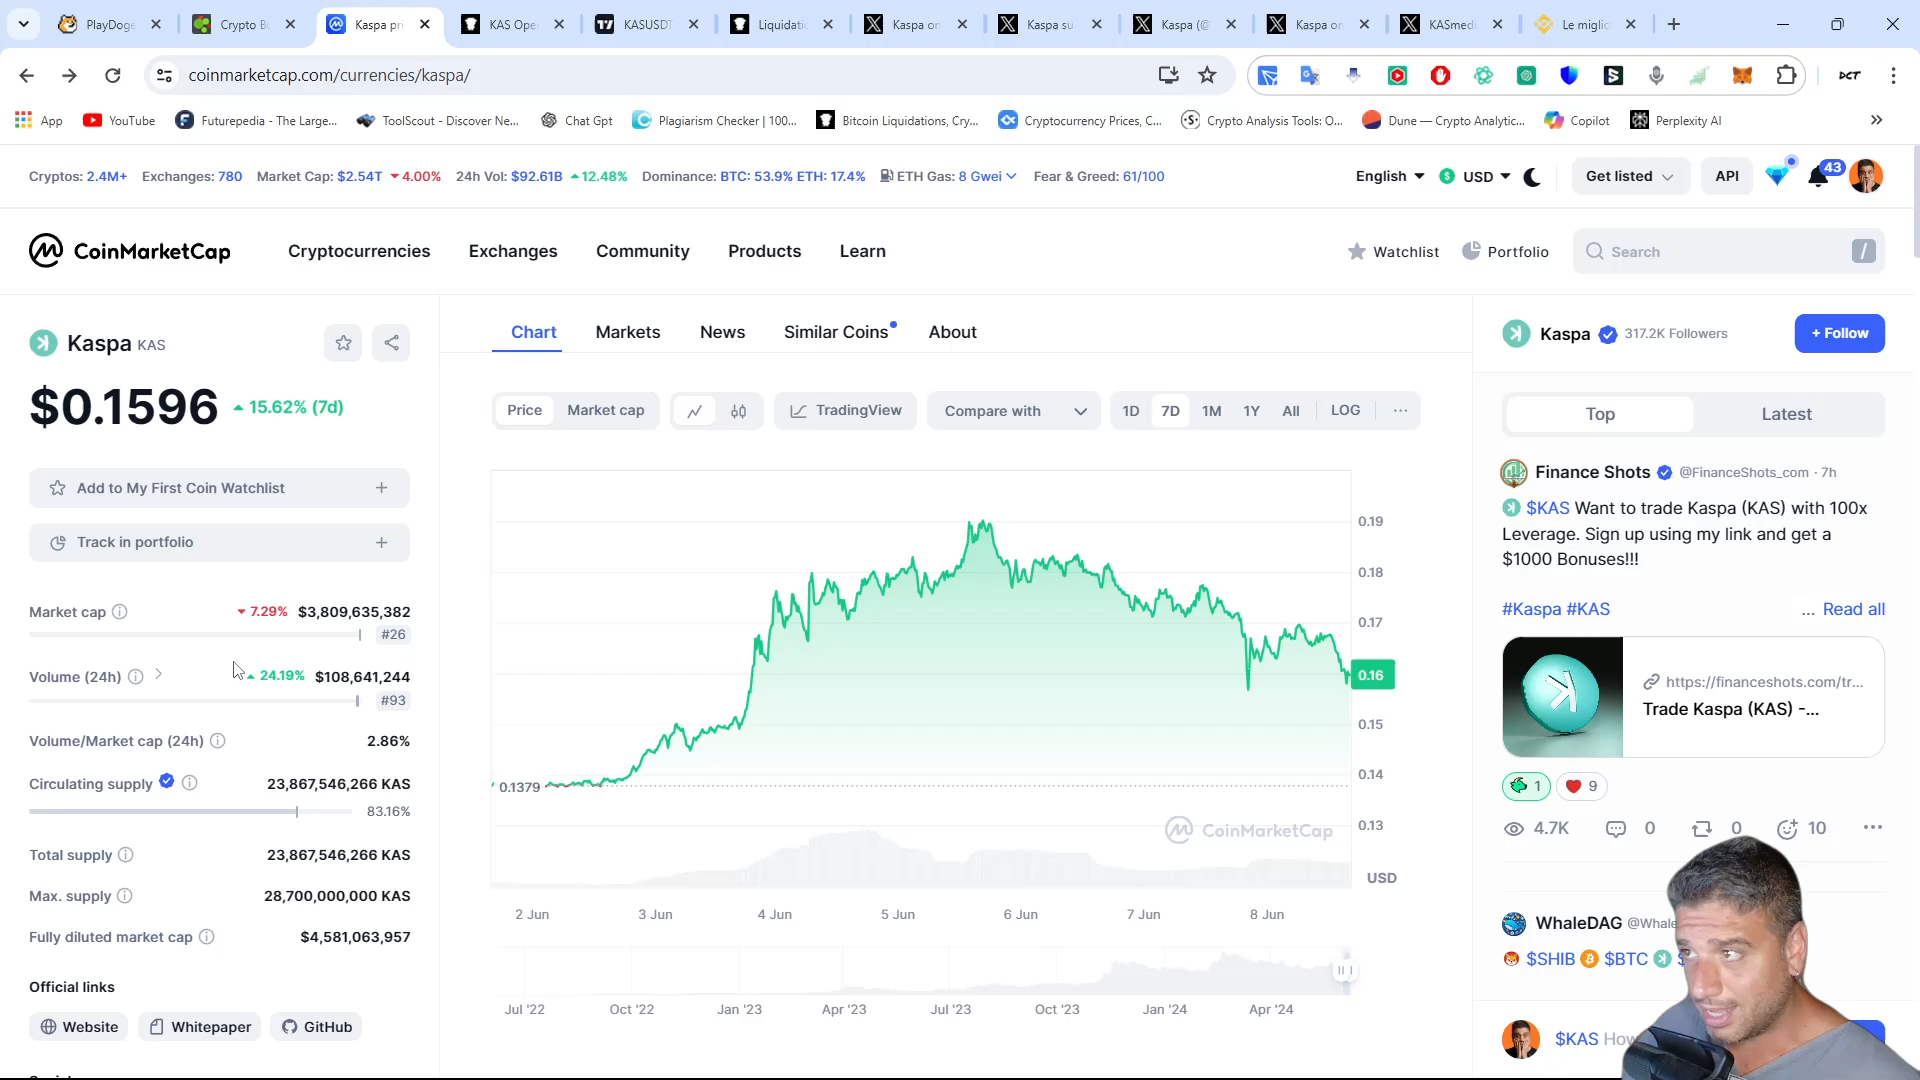 PlayDoge
Crypto B
Kaspa pri
KAS Ope
KASUSDT
Liquidati
Kaspa on
Kaspa su
Kaspa (@
Kaspa on
KASmedi
Le miglio
coinmarketcap.com/currencies/kaspa/
App
YouTube
Futurepedia - The Large...
ToolScout - Discover Ne...
Chat Gpt
Plagiarism Checker | 100...
Bitcoin Liquidations, Cry...
Cryptocurrency Prices, C...
Crypto Analysis Tools: O...
Dune — Crypto Analytic...
Copilot
Perplexity AI
Cryptos: 2.4M+ Exchanges: 780 Market Cap: $2.54T 4.00% 24h Vol: $92.61B 12.48% Dominance: BTC: 53.9% ETH: 17.4% ETH Gas: 8 Gwei Fear & Greed: 61/100
English USD Get listed API 43
CoinMarketCap
Cryptocurrencies Exchanges Community Products Learn
Watchlist Portfolio Search /
Kaspa KAS
$0.1596 15.62% (7d)
Add to My First Coin Watchlist +
Track in portfolio +
Market cap 7.29% $3,809,635,382
#26
Volume (24h) 24.19% $108,641,244
#93
Volume/Market cap (24h) 2.86%
Circulating supply 23,867,546,266 KAS
83.16%
Total supply 23,867,546,266 KAS
Max. supply 28,700,000,000 KAS
Fully diluted market cap $4,581,063,957
Official links
Website Whitepaper GitHub
Chart Markets News Similar Coins About
Price Market cap TradingView Compare with 1D 7D 1M 1Y All LOG ...
0.19
0.18
0.17
0.16
0.15
0.14
0.13
0.1379
CoinMarketCap
USD
2 Jun 3 Jun 4 Jun 5 Jun 6 Jun 7 Jun 8 Jun
Jul '22 Oct '22 Jan '23 Apr '23 Jul '23 Oct '23 Jan '24 Apr '24
Kaspa 317.2K Followers + Follow
Top Latest
Finance Shots @FinanceShots_com · 7h
$KAS Want to trade Kaspa (KAS) with 100x
Leverage. Sign up using my link and get a
$1000 Bonuses!!!
#Kaspa #KAS ... Read all
https://financeshots.com/tr...
Trade Kaspa (KAS) -...
1 9
4.7K 0 0 10 ...
WhaleDAG @Whale
$SHIB $BTC
$KAS How